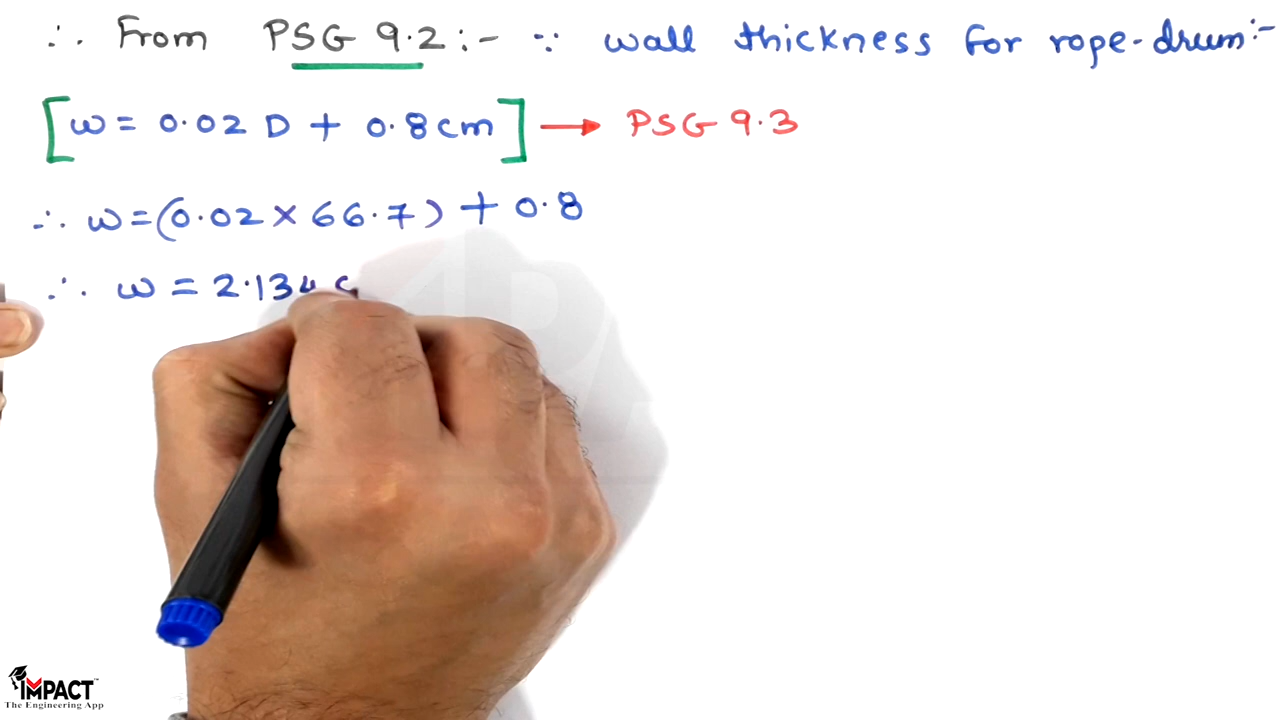 ∴ From PSG 9.2:- ∵ wall thickness for rope-drum:-
[w = 0.02 D + 0.8 cm] → PSG 9.3
∴ w = (0.02 × 66.7) + 0.8
∴ w = 2.134
IMPACT
The Engineering App